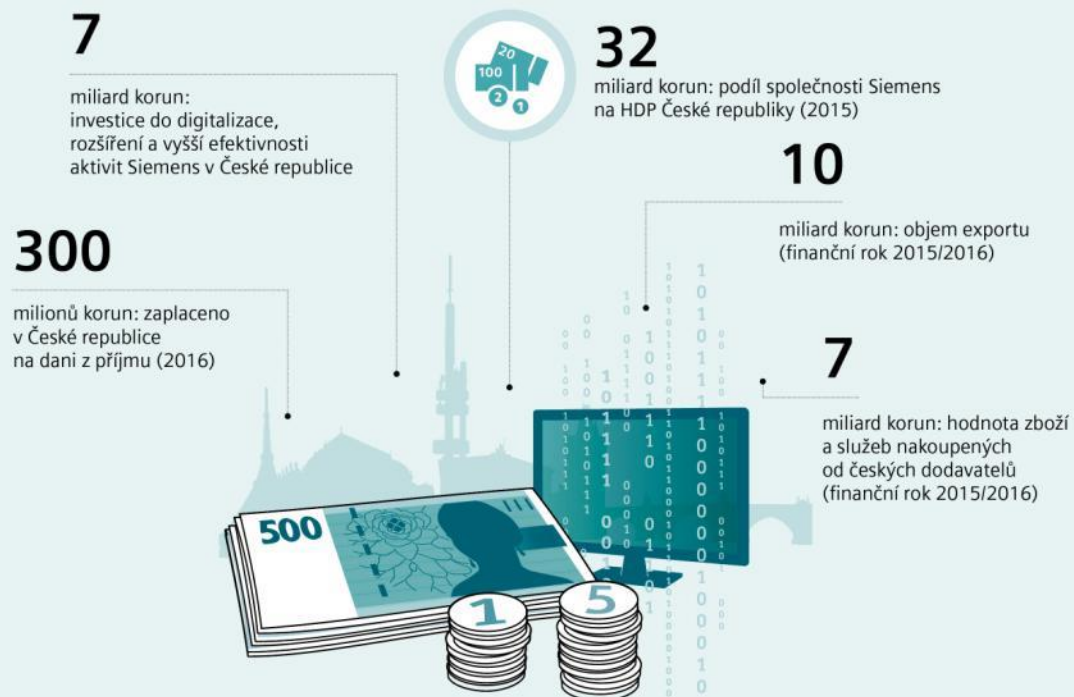 7
miliard korun:
investice do digitalizace,
rozšíření a vyšší efektivnosti
aktivit Siemens v České republice
20
100
2
1
32
miliard korun: podíl společnosti Siemens
na HDP České republiky (2015)
10
miliard korun: objem exportu
(finanční rok 2015/2016)
300
milionů korun: zaplaceno
v České republice
na dani z příjmu (2016)
7
miliard korun: hodnota zboží
a služeb nakoupených
od českých dodavatelů
(finanční rok 2015/2016)
500
1
5